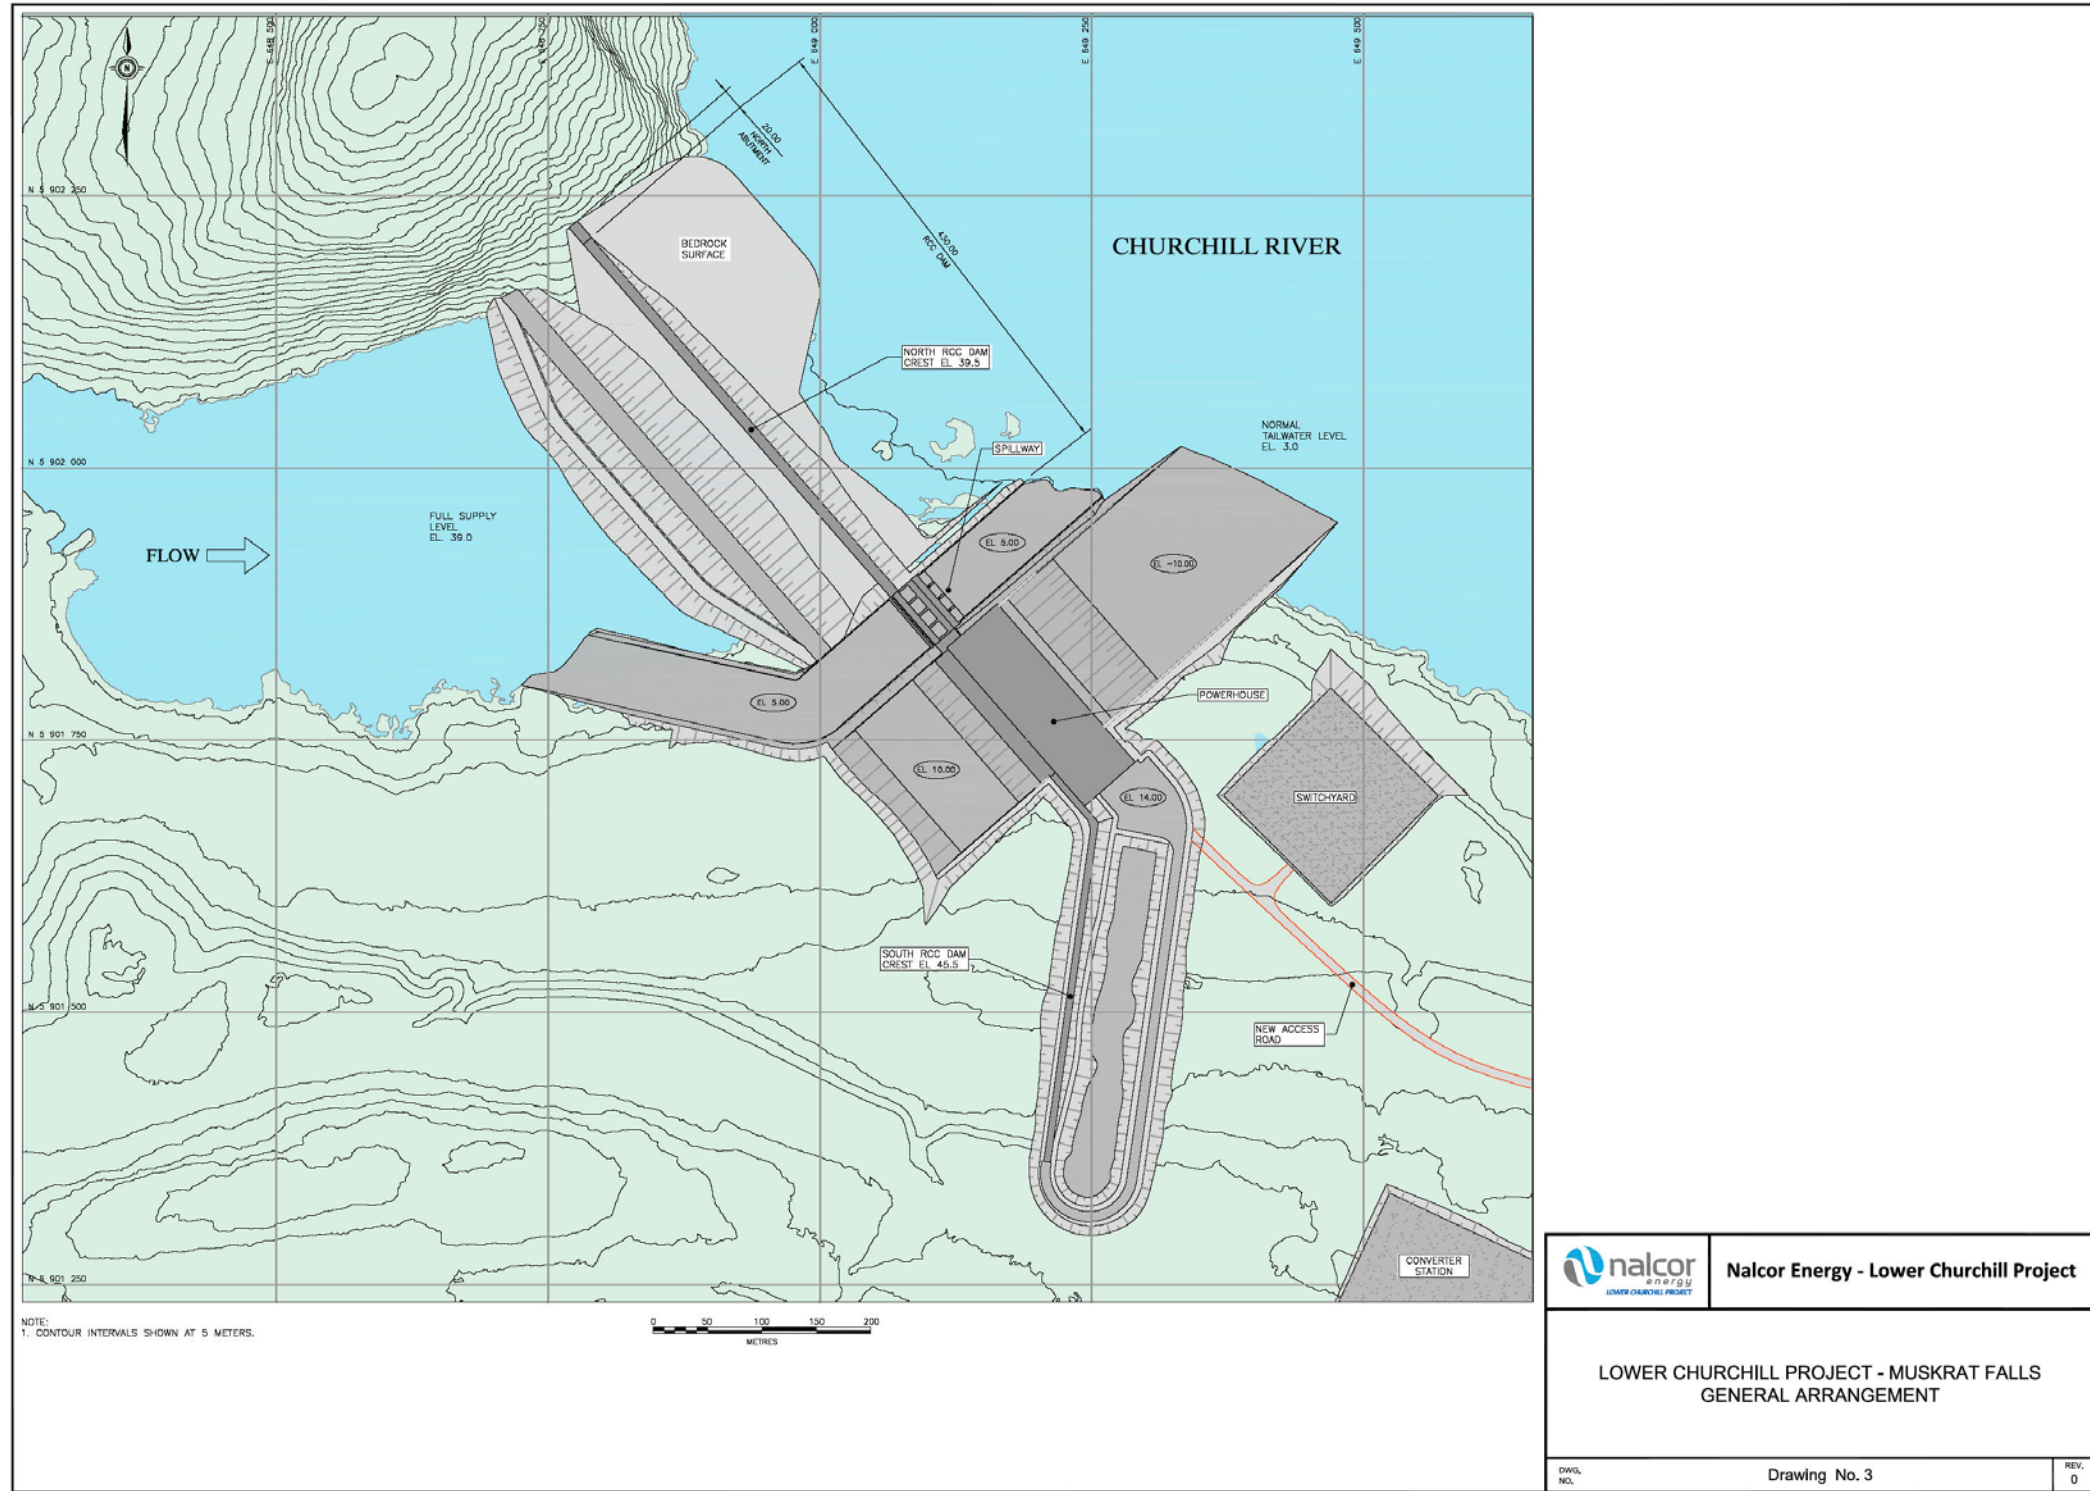 E 648 500
E 648 750
E 649 000
E 649 250
E 649 500
N
20.00
NORTH
ABUTMENT
N 5 902 250
BEDROCK
SURFACE
430.00
RCC DAM
CHURCHILL RIVER
NORTH RCC DAM
CREST EL 39.5
NORMAL
TAILWATER LEVEL
EL. 3.0
SPILLWAY
N 5 902 000
FULL SUPPLY
LEVEL
EL. 39.0
FLOW
EL 5.00
EL -10.00
EL 5.00
POWERHOUSE
N 5 901 750
EL 10.00
EL 14.00
SWITCHYARD
SOUTH RCC DAM
CREST EL 45.5
N 5 901 500
NEW ACCESS
ROAD
CONVERTER
STATION
N 5 901 250
NOTE:
1. CONTOUR INTERVALS SHOWN AT 5 METERS.
0 50 100 150 200
METRES
nalcor
energy
LOWER CHURCHILL PROJECT
Nalcor Energy - Lower Churchill Project
LOWER CHURCHILL PROJECT - MUSKRAT FALLS
GENERAL ARRANGEMENT
DWG.
NO.
Drawing No. 3
REV.
0